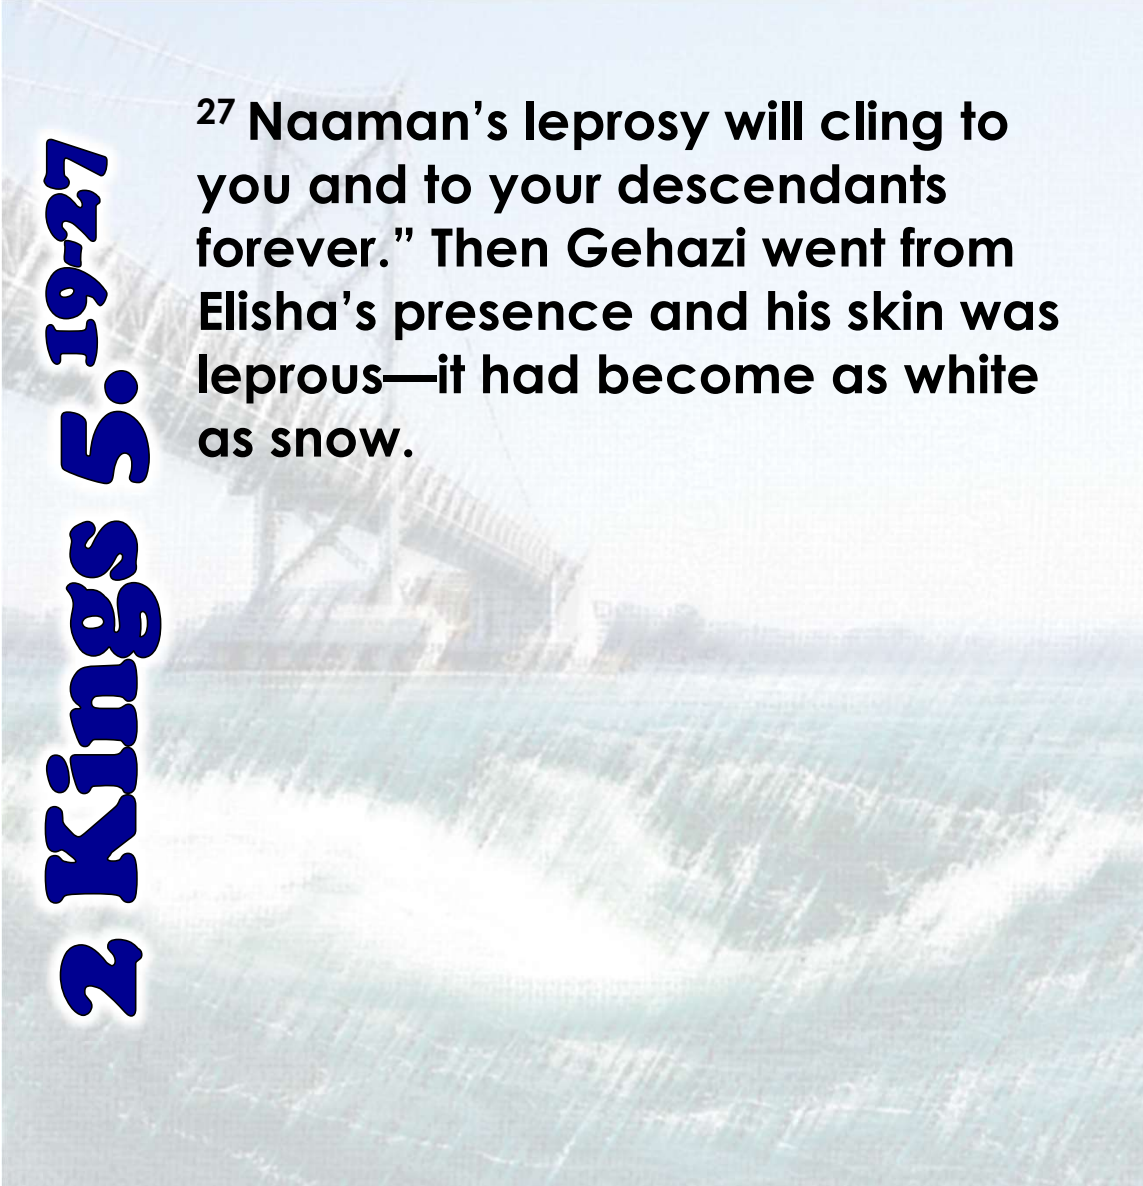 2 Kings 5.19-27
27 Naaman’s leprosy will cling to
you and to your descendants
forever.” Then Gehazi went from
Elisha’s presence and his skin was
leprous—it had become as white
as snow.